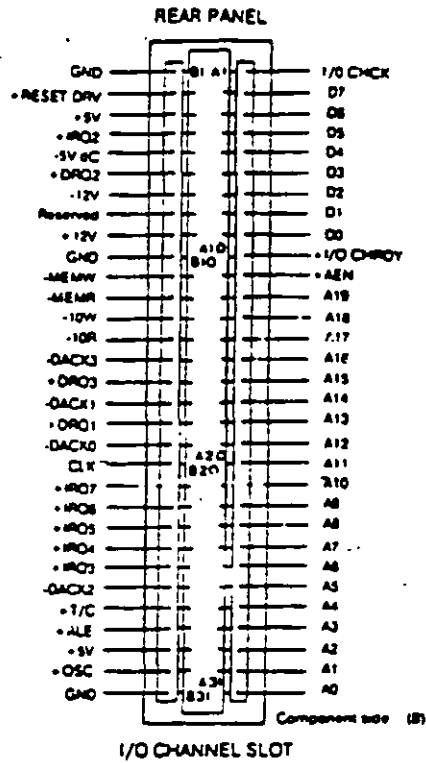 REAR PANEL
GND B1 A1 I/O CHCK
+RESET DRV D7
+5V D6
+IRQ2 D5
-5V dC D4
+DRQ2 D3
-12V D2
Reserved D1
+12V D0
GND B10 A10 +I/O CHRDY
-MEMW +AEN
-MEMR A19
-10W A18
-10R A17
-DACK3 A16
+DRQ3 A15
-DACK1 A14
+DRQ1 A13
-DACK0 A12
CLK B20 A20 A11
+IRQ7 A10
+IRQ6 A9
+IRQ5 A8
+IRQ4 A7
+IRQ3 A6
-DACK2 A5
+T/C A4
+ALE A3
+5V A2
+OSC A1
GND B31 A31 A0
Component side (B)
I/O CHANNEL SLOT